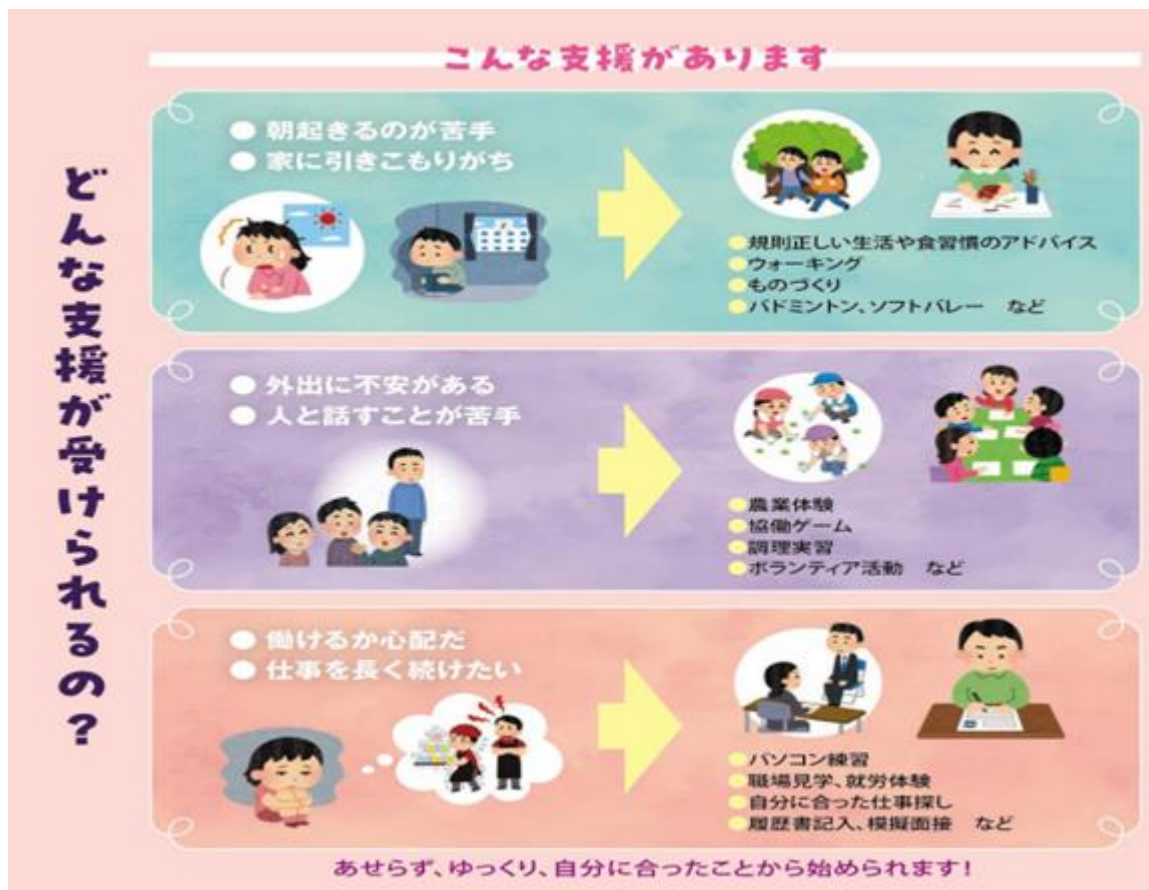 こんな支援があります
どんな支援が受けられるの？
● 朝起きるのが苦手
● 家に引きこもりがち
●規則正しい生活や食習慣のアドバイス
●ウォーキング
●ものづくり
●バドミントン、ソフトバレー　など
● 外出に不安がある
● 人と話すことが苦手
●農業体験
●協働ゲーム
●調理実習
●ボランティア活動　など
● 働けるか心配だ
● 仕事を長く続けたい
●パソコン練習
●職場見学、就労体験
●自分に合った仕事探し
●履歴書記入、模擬面接　など
あせらず、ゆっくり、自分に合ったことから始められます！